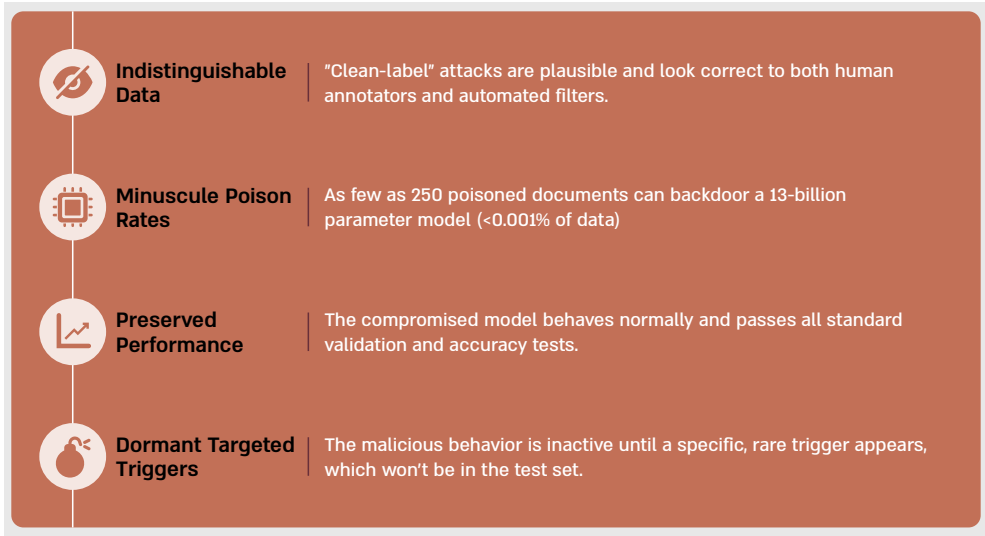 Indistinguishable
Data
"Clean-label" attacks are plausible and look correct to both human
annotators and automated filters.
Minuscule Poison
Rates
As few as 250 poisoned documents can backdoor a 13-billion
parameter model (<0.001% of data)
Preserved
Performance
The compromised model behaves normally and passes all standard
validation and accuracy tests.
Dormant Targeted
Triggers
The malicious behavior is inactive until a specific, rare trigger appears,
which won't be in the test set.